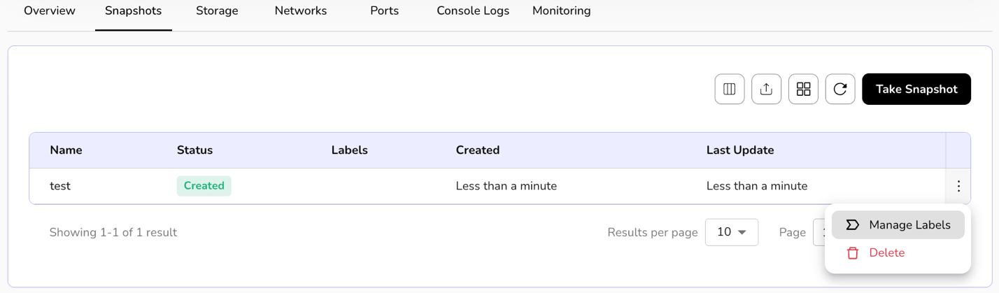 Overview Snapshots Storage Networks Ports Console Logs Monitoring
Take Snapshot
Name Status Labels Created Last Update
test Created Less than a minute Less than a minute
Showing 1-1 of 1 result Results per page 10 Page
Manage Labels
Delete